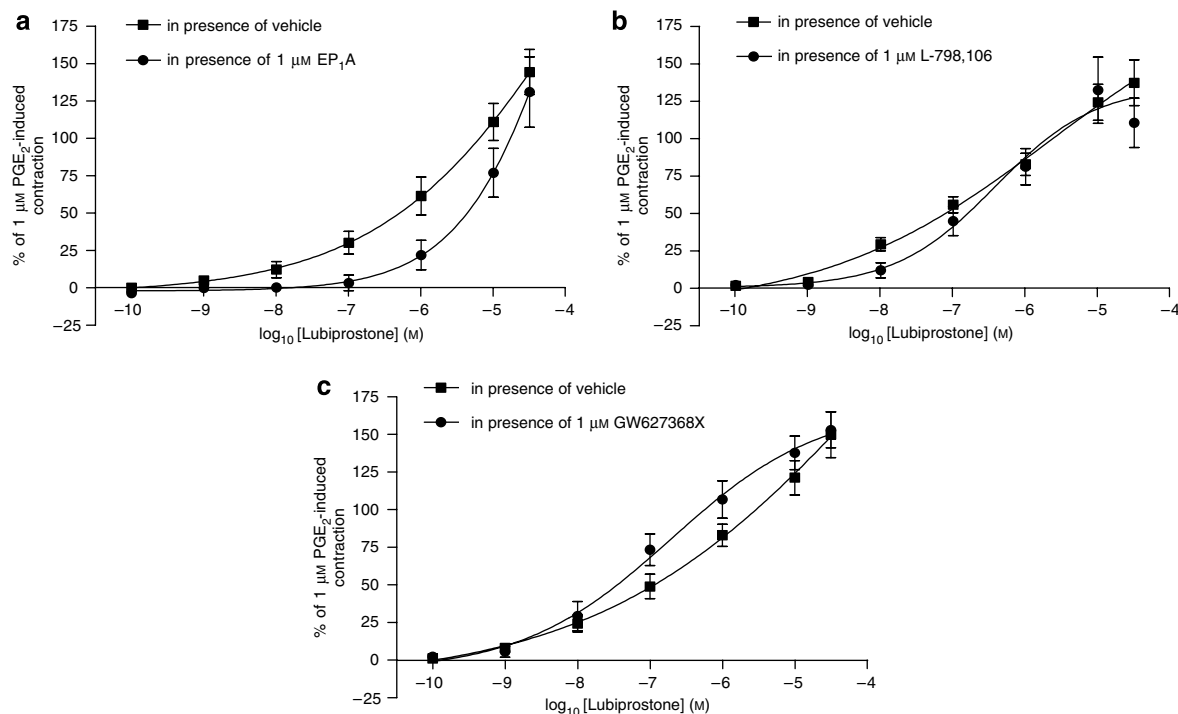 a
in presence of vehicle
in presence of 1 μM EP₁A
% of 1 μM PGE₂-induced
contraction
175
150
125
100
75
50
25
0
−25
−10 −9 −8 −7 −6 −5 −4
log₁₀ [Lubiprostone] (M)
b
in presence of vehicle
in presence of 1 μM L-798,106
% of 1 μM PGE₂-induced
contraction
175
150
125
100
75
50
25
0
−25
−10 −9 −8 −7 −6 −5 −4
log₁₀ [Lubiprostone] (M)
c
in presence of vehicle
in presence of 1 μM GW627368X
% of 1 μM PGE₂-induced
contraction
175
150
125
100
75
50
25
0
−25
−10 −9 −8 −7 −6 −5 −4
log₁₀ [Lubiprostone] (M)